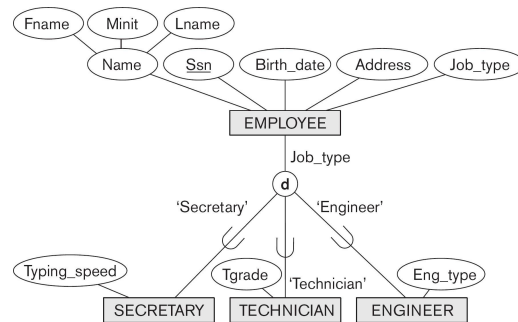 Fname Minit Lname
Name Ssn Birth_date Address Job_type
EMPLOYEE
Job_type
d
‘Secretary’ ‘Engineer’
Typing_speed Tgrade ‘Technician’ Eng_type
SECRETARY TECHNICIAN ENGINEER